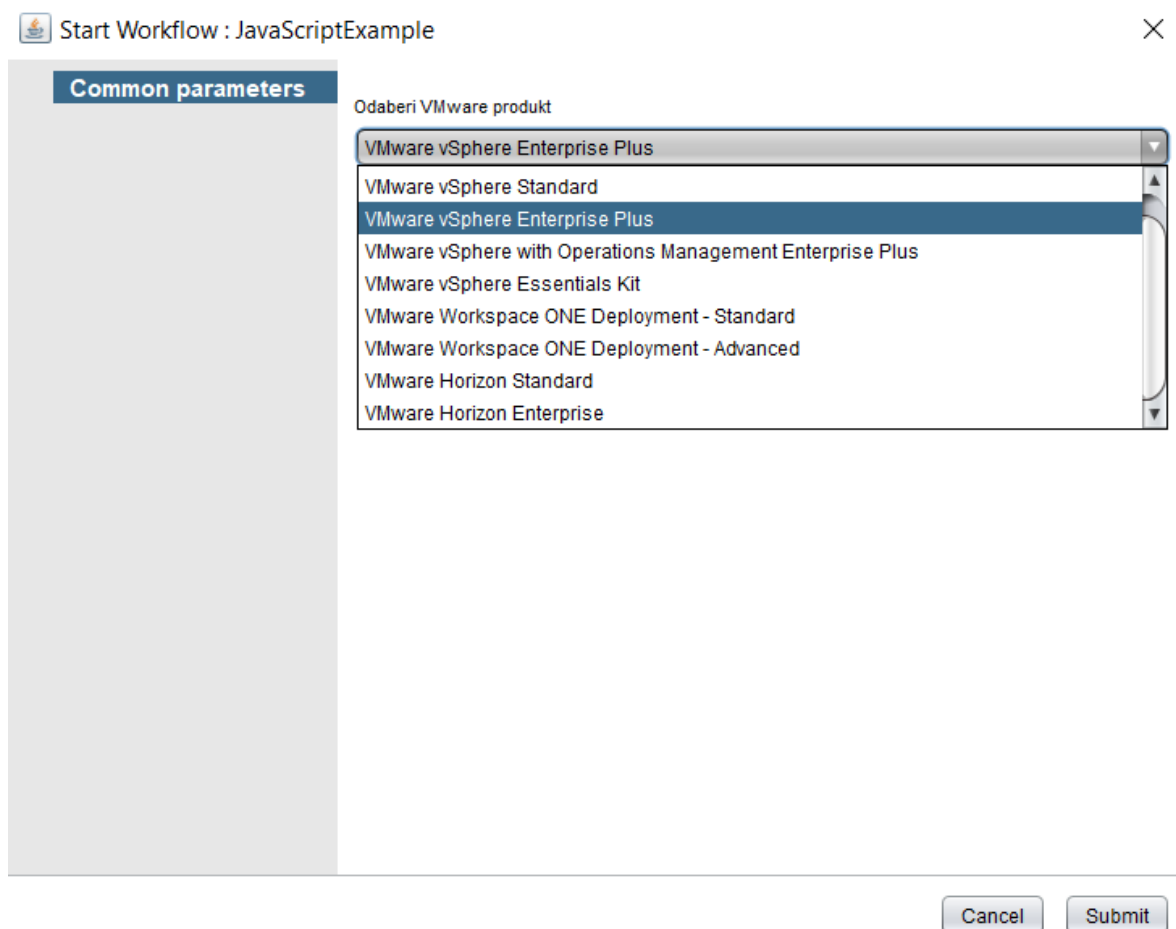 Start Workflow : JavaScriptExample
Common parameters
Odaberi VMware produkt
VMware vSphere Enterprise Plus
VMware vSphere Standard
VMware vSphere Enterprise Plus
VMware vSphere with Operations Management Enterprise Plus
VMware vSphere Essentials Kit
VMware Workspace ONE Deployment - Standard
VMware Workspace ONE Deployment - Advanced
VMware Horizon Standard
VMware Horizon Enterprise
Cancel Submit